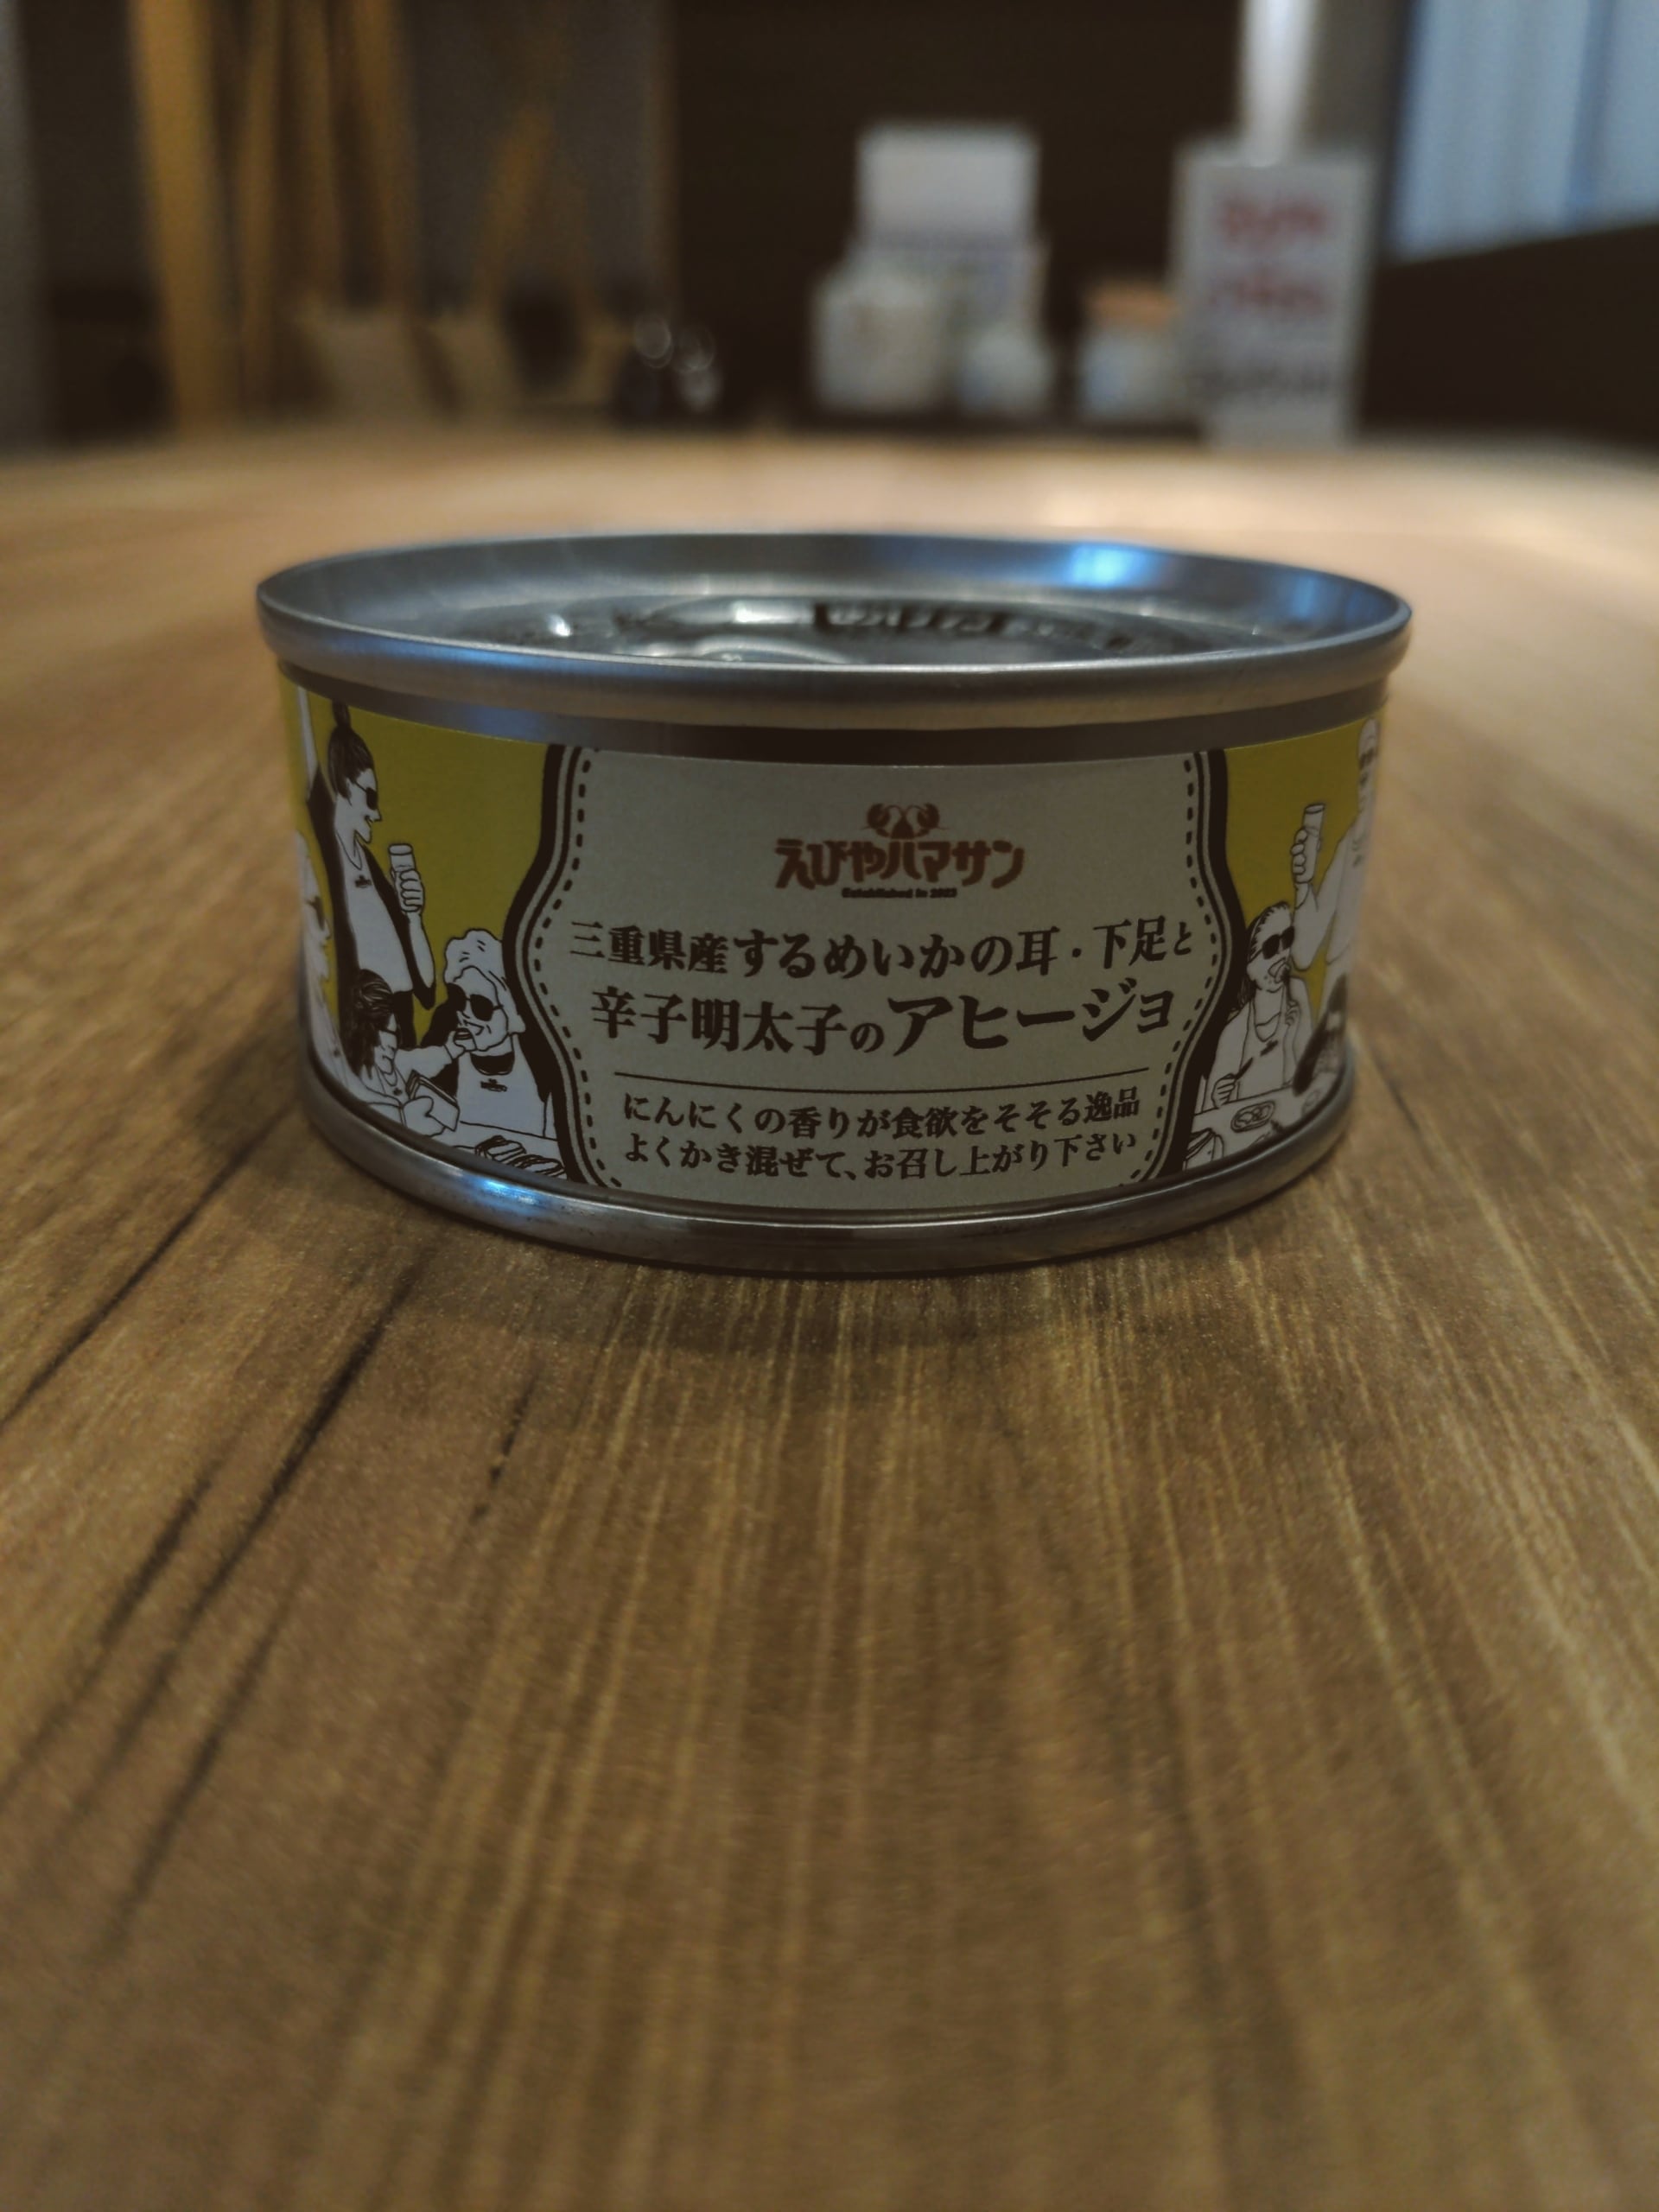 えびやハマサン
Established in 2023
三重県産するめいかの耳・下足と
辛子明太子のアヒージョ
にんにくの香りが食欲をそそる逸品
よくかき混ぜて、お召し上がり下さい